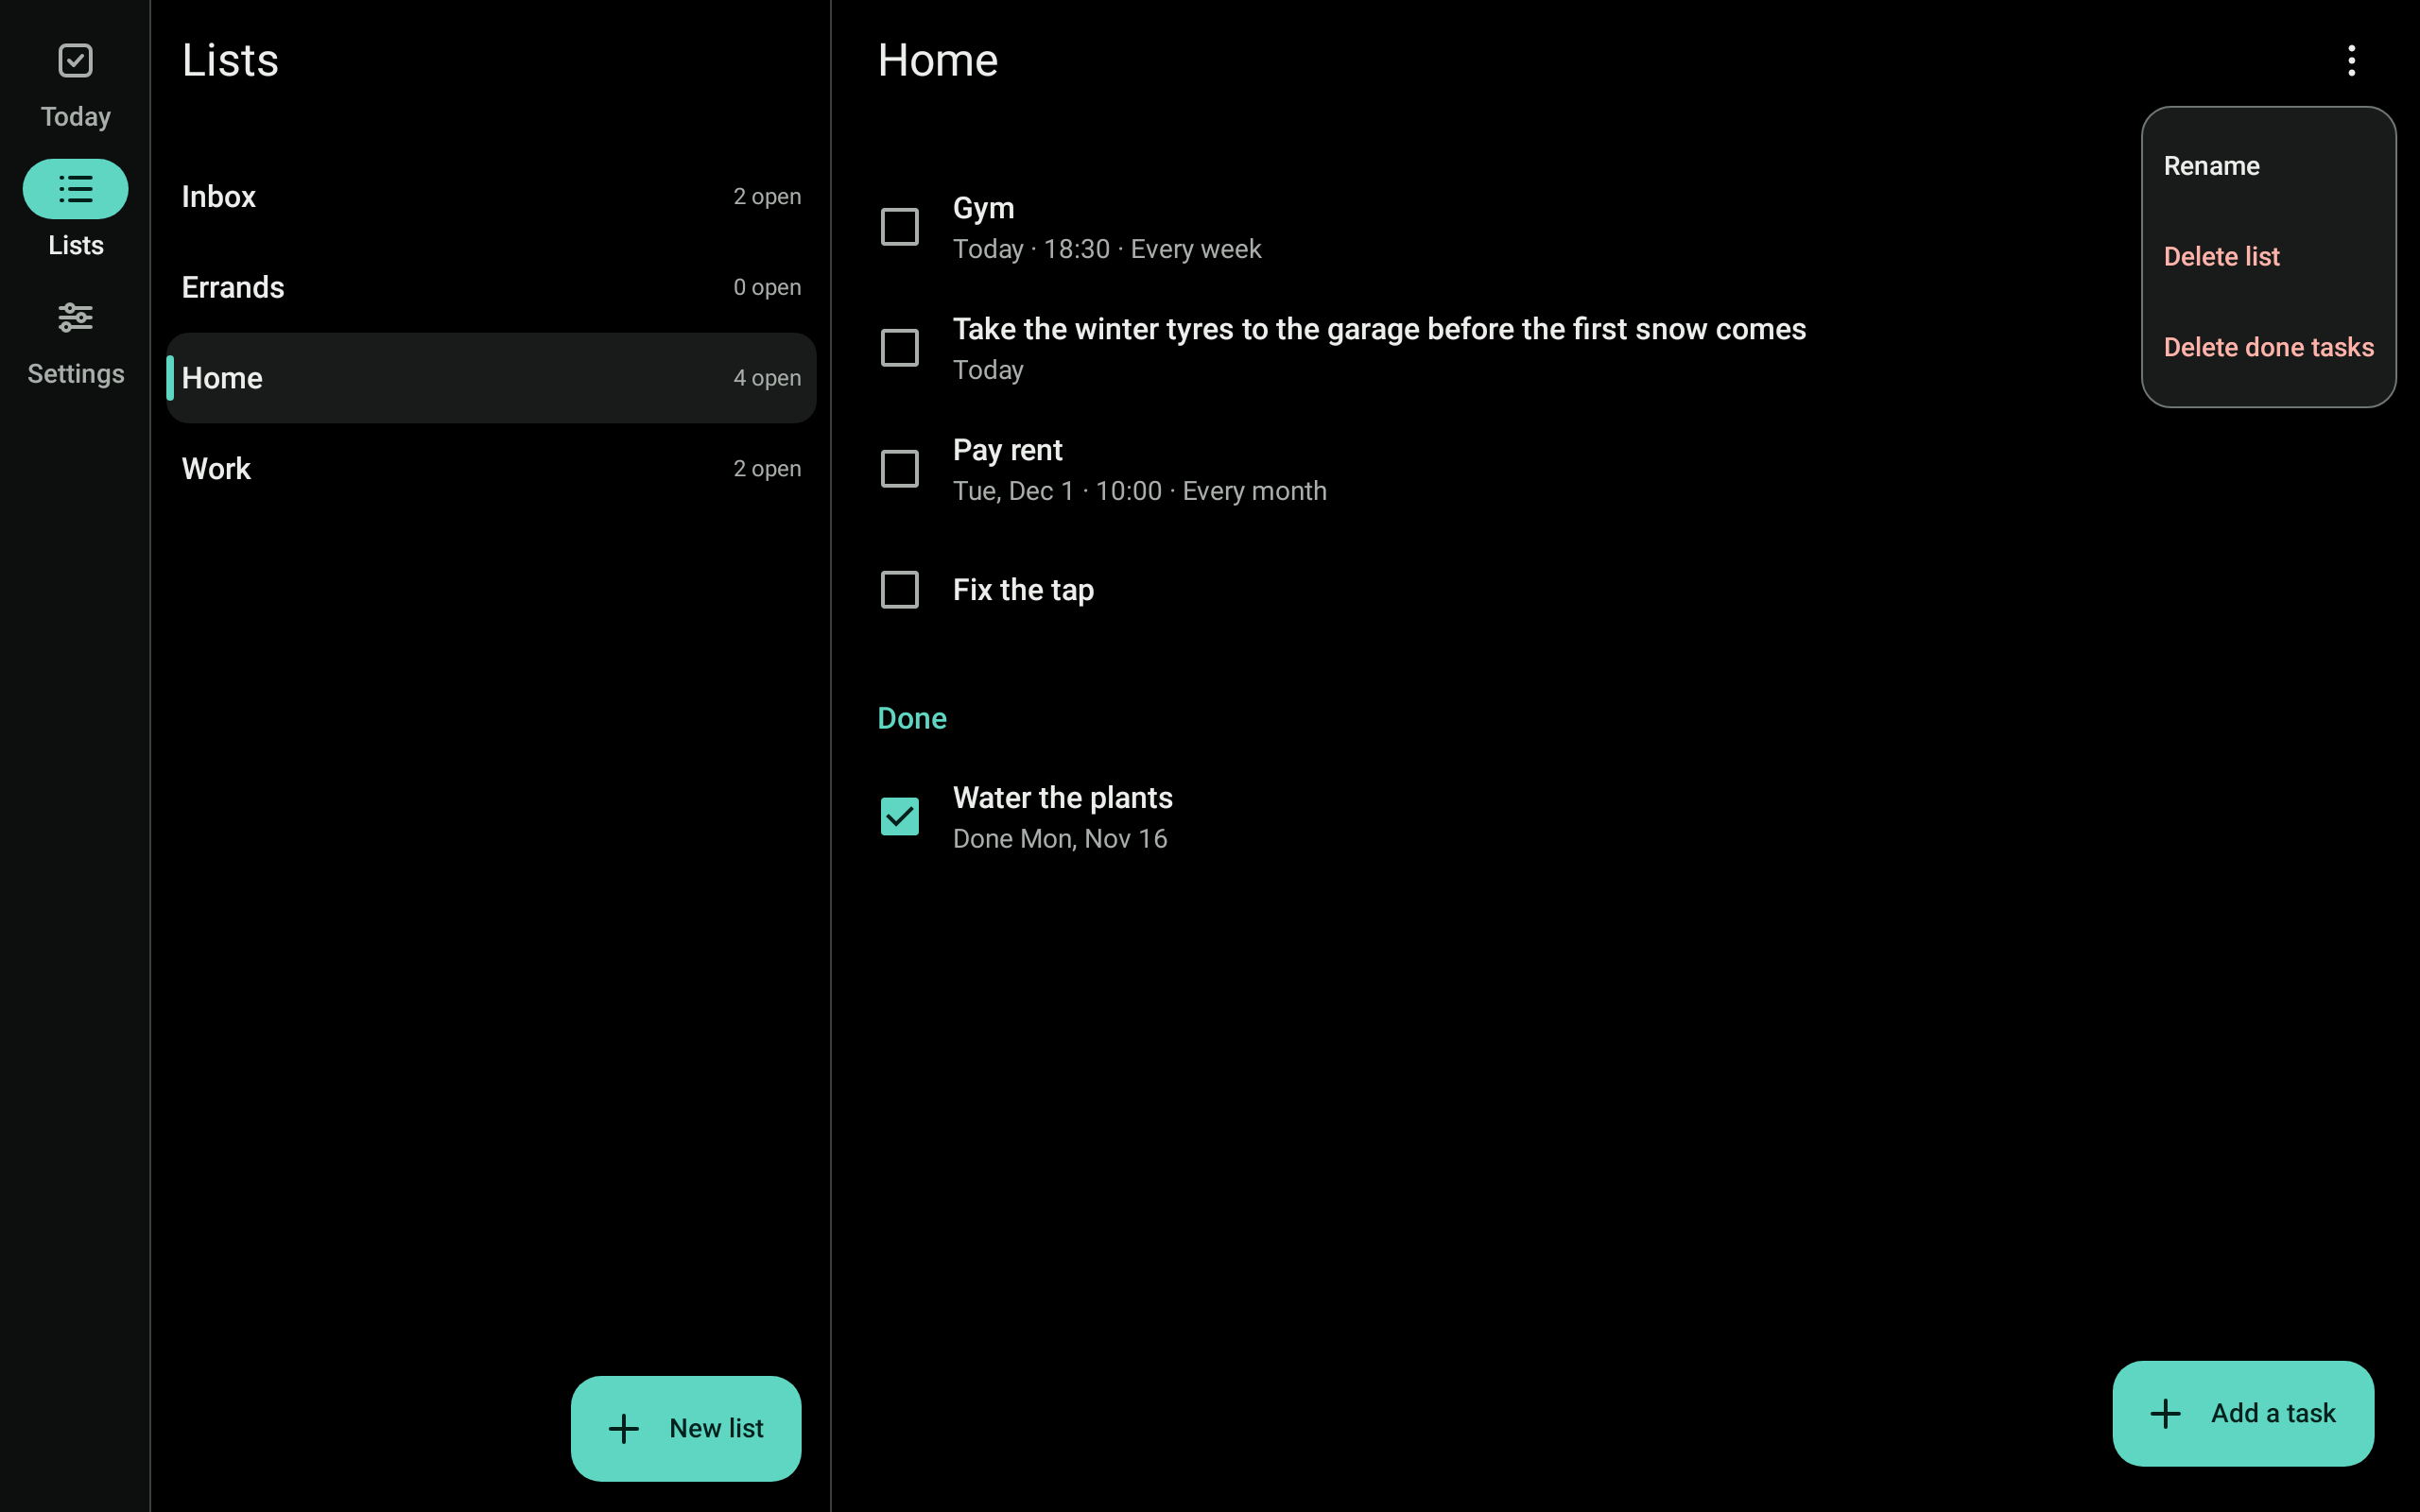 Today
Lists
Settings
Lists
Inbox
2 open
Errands
0 open
Home
4 open
Work
2 open
New list
Home
Rename
Delete list
Delete done tasks
Gym
Today · 18:30 · Every week
Take the winter tyres to the garage before the first snow comes
Today
Pay rent
Tue, Dec 1 · 10:00 · Every month
Fix the tap
Done
Water the plants
Done Mon, Nov 16
Add a task